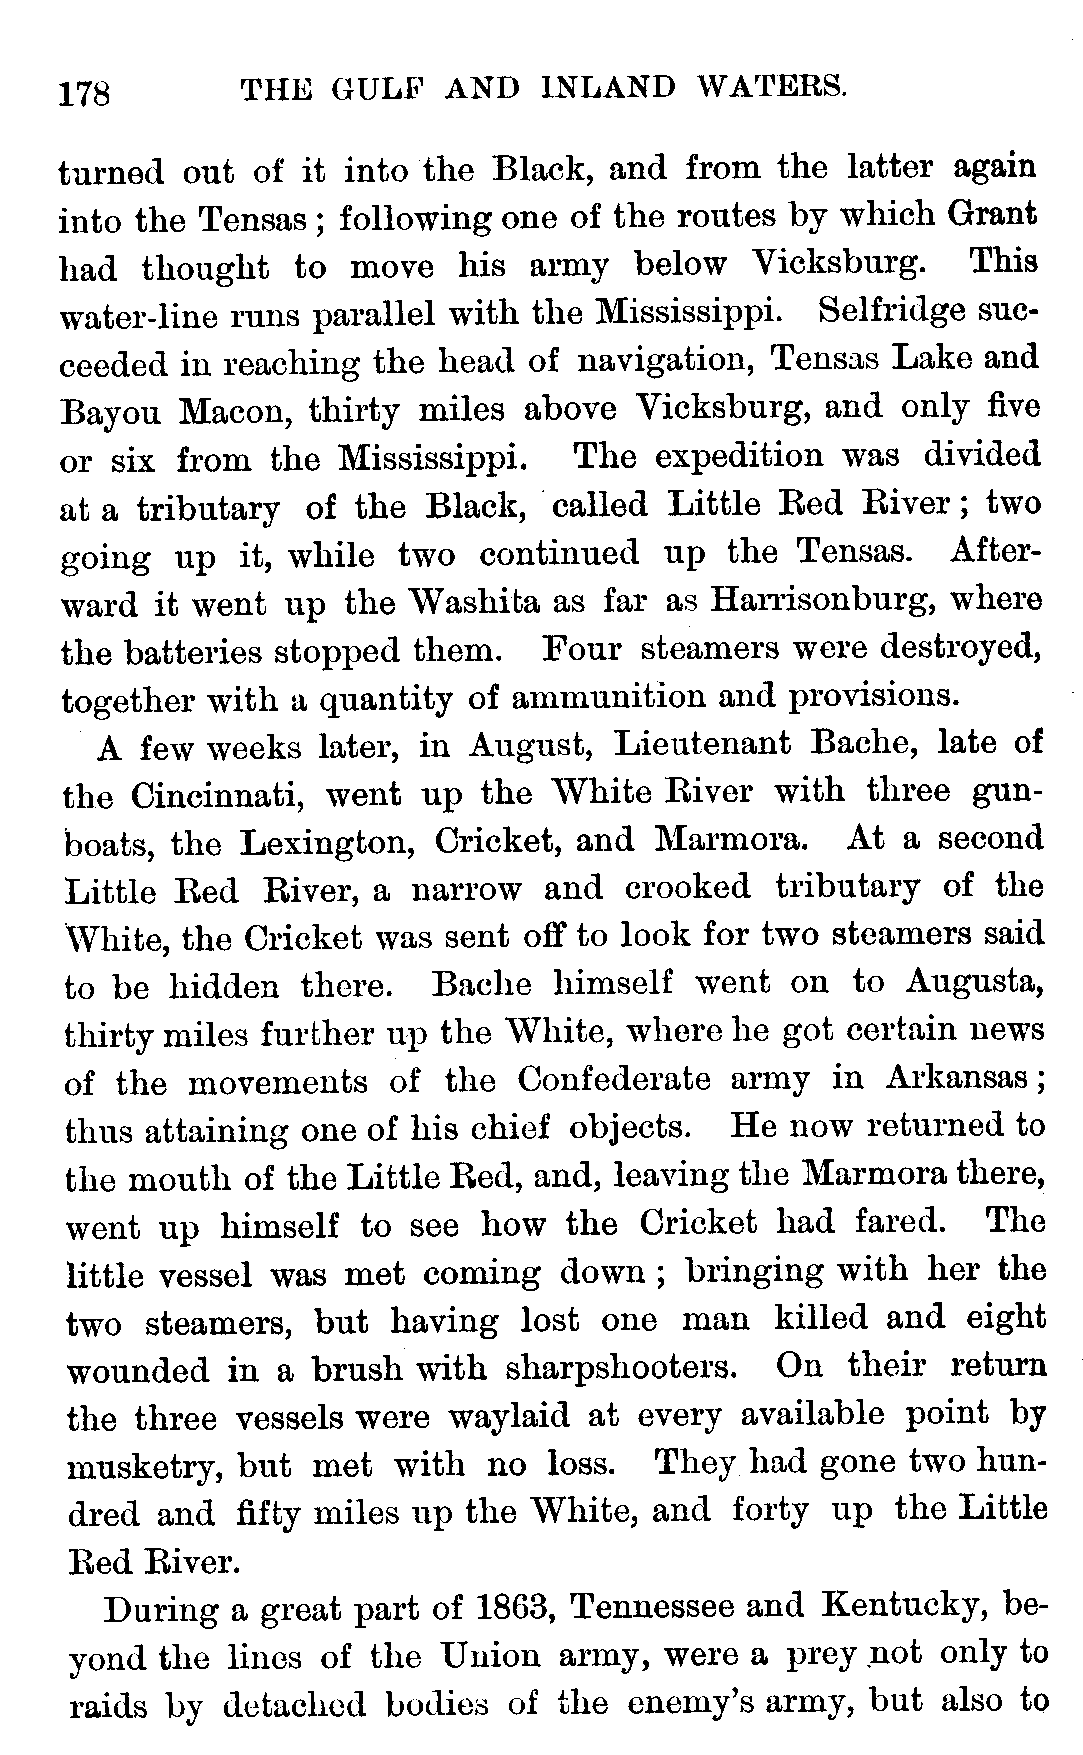 178 THE GULF AND INLAND WATERS.
turned out of it into the Black, and from the latter again
into the Tensas ; following one of the routes by which Grant
had thought to move his army below Vicksburg. This
water-line runs parallel with the Mississippi. Selfridge suc-
ceeded in reaching the head of navigation, Tensas Lake and
Bayou Macon, thirty miles above Vicksburg, and only five
or six from the Mississippi. The expedition was divided
at a tributary of the Black, called Little Red River ; two
going up it, while two continued up the Tensas. After-
ward it went up the Washita as far as Harrisonburg, where
the batteries stopped them. Four steamers were destroyed,
together with a quantity of ammunition and provisions.
A few weeks later, in August, Lieutenant Bache, late of
the Cincinnati, went up the White River with three gun-
boats, the Lexington, Cricket, and Marmora. At a second
Little Red River, a narrow and crooked tributary of the
White, the Cricket was sent off to look for two steamers said
to be hidden there. Bache himself went on to Augusta,
thirty miles further up the White, where he got certain news
of the movements of the Confederate army in Arkansas ;
thus attaining one of his chief objects. He now returned to
the mouth of the Little Red, and, leaving the Marmora there,
went up himself to see how the Cricket had fared. The
little vessel was met coming down ; bringing with her the
two steamers, but having lost one man killed and eight
wounded in a brush with sharpshooters. On their return
the three vessels were waylaid at every available point by
musketry, but met with no loss. They had gone two hun-
dred and fifty miles up the White, and forty up the Little
Red River.
During a great part of 1863, Tennessee and Kentucky, be-
yond the lines of the Union army, were a prey not only to
raids by detached bodies of the enemy's army, but also to